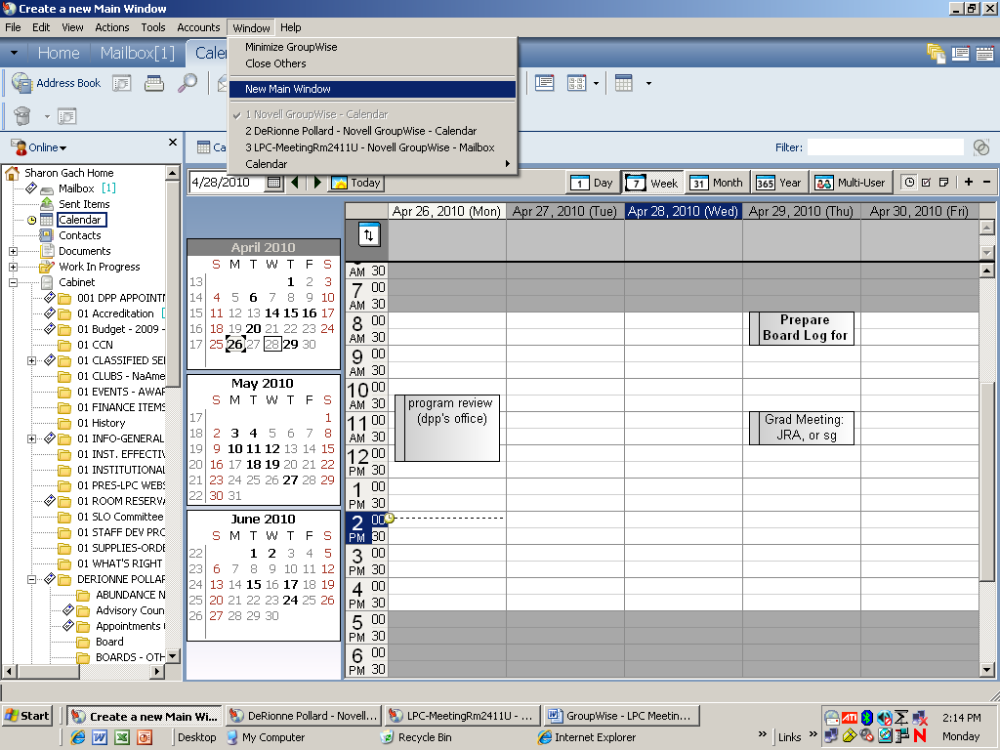 Create a new Main Window
File Edit View Actions Tools Accounts Window Help
Home Mailbox[1] Cale
Minimize GroupWise
Close Others
New Main Window
1 Novell GroupWise - Calendar
2 DeRionne Pollard - Novell GroupWise - Calendar
3 LPC-MeetingRm2411U - Novell GroupWise - Mailbox
Calendar
Address Book
Online
Ca
Filter:
4/28/2010 Today
1 Day 7 Week 31 Month 365 Year Multi-User
Sharon Gach Home
Mailbox [1]
Sent Items
Calendar
Contacts
Documents
Work In Progress
Cabinet
001 DPP APPOINTM
01 Accreditation [
01 Budget - 2009 -
01 CCN
01 CLASSIFIED SEI
01 CLUBS - NaAme
01 EVENTS - AWAR
01 FINANCE ITEMS
01 History
01 INFO-GENERAL
01 INST. EFFECTIV
01 INSTITUTIONAL
01 PRES-LPC WEBS
01 ROOM RESERVA
01 SLO Committee
01 STAFF DEV PRO
01 SUPPLIES-ORDE
01 WHAT'S RIGHT
DERIONNE POLLAR
ABUNDANCE N
Advisory Coun
Appointments
Board
BOARDS - OTH
April 2010
S M T W T F S
13 1 2 3
14 4 5 6 7 8 9 10
15 11 12 13 14 15 16 17
16 18 19 20 21 22 23 24
17 25 26 27 28 29 30
May 2010
S M T W T F S
17 1
18 2 3 4 5 6 7 8
19 9 10 11 12 13 14 15
20 16 17 18 19 20 21 22
21 23 24 25 26 27 28 29
22 30 31
June 2010
S M T W T F S
22 1 2 3 4 5
23 6 7 8 9 10 11 12
24 13 14 15 16 17 18 19
25 20 21 22 23 24 25 26
26 27 28 29 30
Apr 26, 2010 (Mon) Apr 27, 2010 (Tue) Apr 28, 2010 (Wed) Apr 29, 2010 (Thu) Apr 30, 2010 (Fri)
AM 30
7 00
AM 30
8 00
AM 30
9 00
AM 30
10 00
AM 30
11 00
AM 30
12 00
PM 30
1 00
PM 30
2 00
PM 30
3 00
PM 30
4 00
PM 30
5 00
PM 30
6 00
PM 30
Prepare
Board Log for
program review
(dpp's office)
Grad Meeting:
JRA, or sg
Start Create a new Main Wi... DeRionne Pollard - Novell... LPC-MeetingRm2411U - ... GroupWise - LPC Meetin... ATI 2:14 PM
Desktop My Computer Recycle Bin Internet Explorer » Links » N Monday